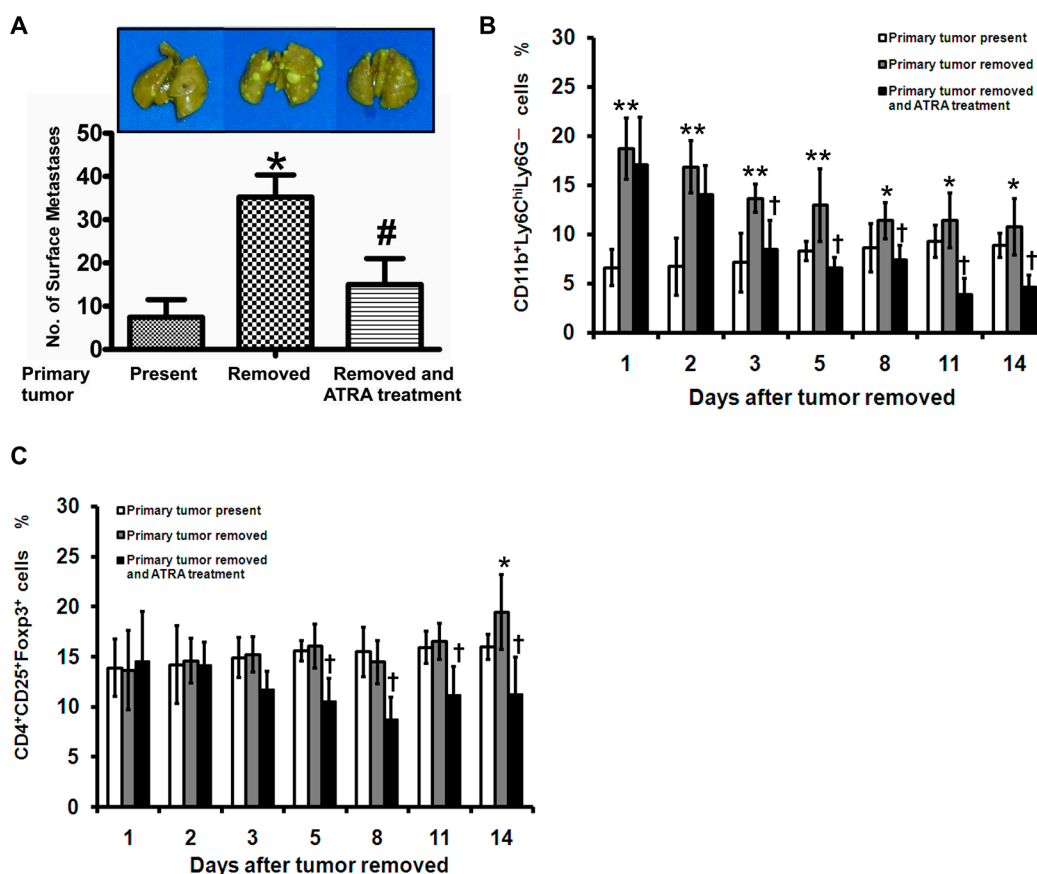 A
50
40
30
20
10
0
No. of Surface Metastases
*
#
Primary
tumor
Present
Removed
Removed and
ATRA treatment
B
30
25
20
15
10
5
0
CD11b⁺Ly6CʰⁱLy6G⁻ cells %
Primary tumor present
Primary tumor removed
Primary tumor removed
and ATRA treatment
** ** ** ** * * *
† † † † †
1 2 3 5 8 11 14
Days after tumor removed
C
30
25
20
15
10
5
0
CD4⁺CD25⁺Foxp3⁺ cells %
Primary tumor present
Primary tumor removed
Primary tumor removed
and ATRA treatment
*
† † † †
1 2 3 5 8 11 14
Days after tumor removed